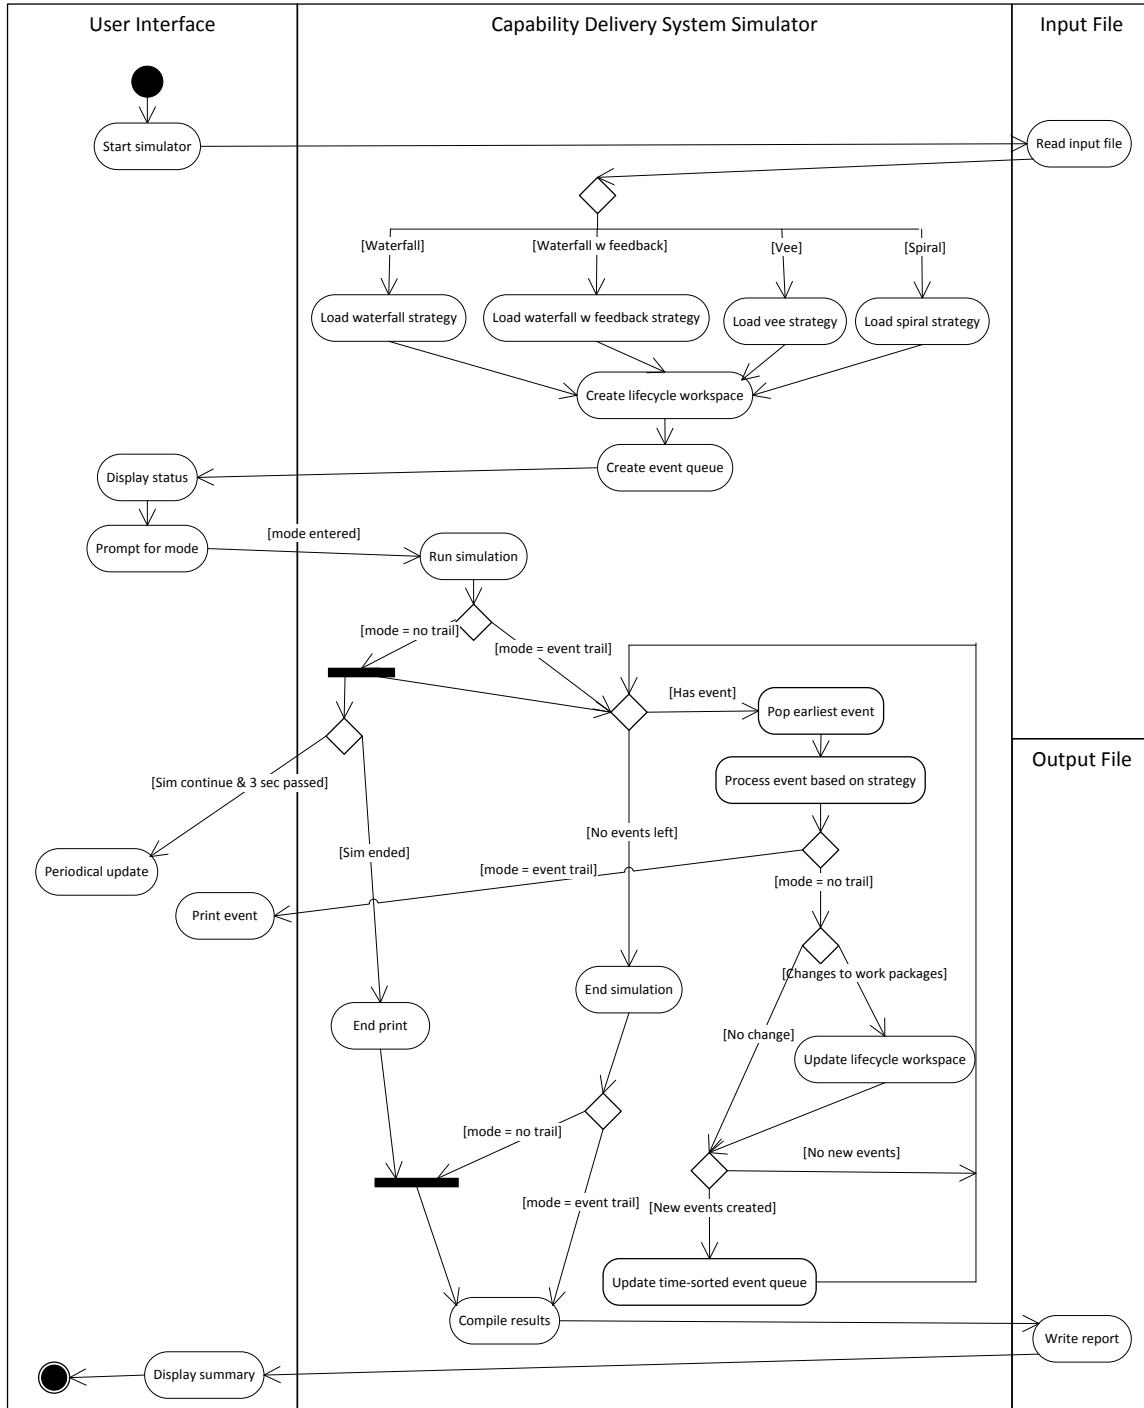 User Interface
Capability Delivery System Simulator
Input File
Start simulator
Read input file
[Waterfall]
[Waterfall w feedback]
[Vee]
[Spiral]
Load waterfall strategy
Load waterfall w feedback strategy
Load vee strategy
Load spiral strategy
Create lifecycle workspace
Create event queue
Display status
Prompt for mode
[mode entered]
Run simulation
[mode = no trail]
[mode = event trail]
[Has event]
Pop earliest event
Output File
Process event based on strategy
[Sim continue & 3 sec passed]
[No events left]
[Sim ended]
Periodical update
[mode = event trail]
[mode = no trail]
Print event
[Changes to work packages]
End simulation
End print
[No change]
Update lifecycle workspace
[mode = no trail]
[No new events]
[mode = event trail]
[New events created]
Update time-sorted event queue
Compile results
Write report
Display summary